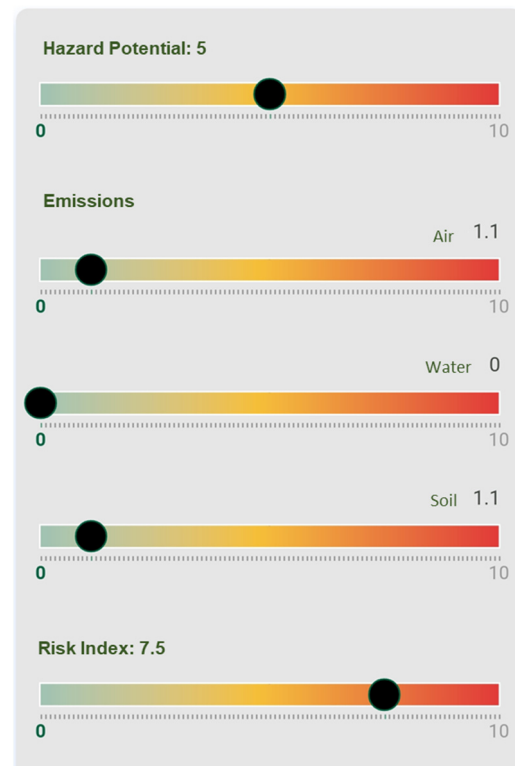 Hazard Potential: 5
0 10
Emissions
Air 1.1
0 10
Water 0
0 10
Soil 1.1
0 10
Risk Index: 7.5
0 10